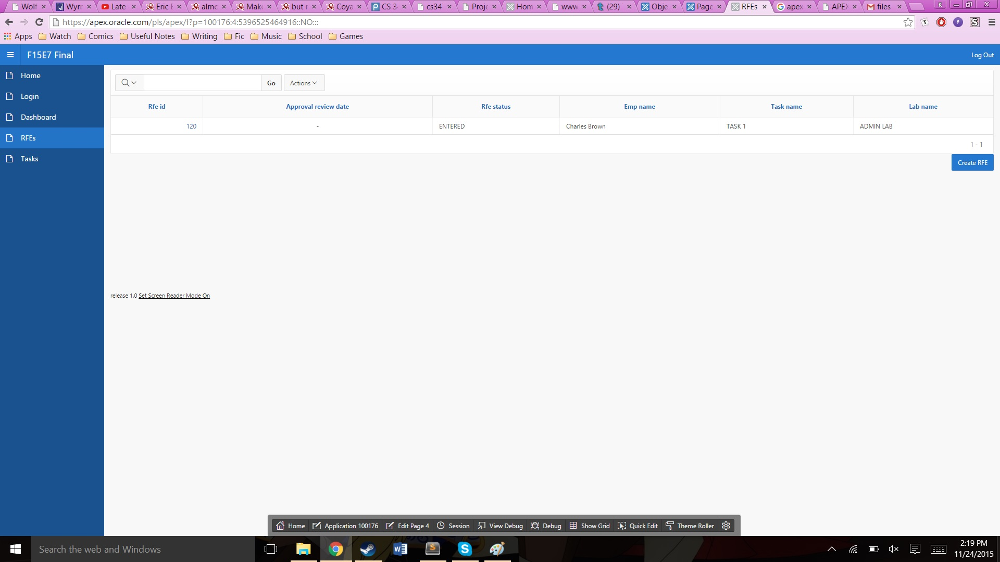 Wolf Wyrr Late Eric almc Make but r Coya CS 3 cs34 Proje Hom www (29) Obje Page RFEs apex APEX files K
https://apex.oracle.com/pls/apex/f?p=100176:4:5396525464916::NO:::
Apps Watch Comics Useful Notes Writing Fic Music School Games
F15E7 Final Log Out
Home
Login
Dashboard
RFEs
Tasks
Go Actions
Rfe id Approval review date Rfe status Emp name Task name Lab name
120 - ENTERED Charles Brown TASK 1 ADMIN LAB
1 - 1
Create RFE
release 1.0 Set Screen Reader Mode On
Home Application 100176 Edit Page 4 Session View Debug Debug Show Grid Quick Edit Theme Roller
Search the web and Windows
2:19 PM
11/24/2015